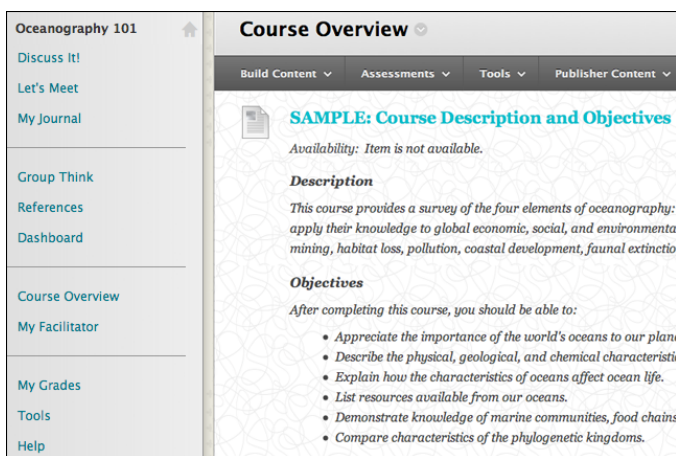 Oceanography 101
Discuss It!
Let's Meet
My Journal
Group Think
References
Dashboard
Course Overview
My Facilitator
My Grades
Tools
Help
Course Overview
Build Content Assessments Tools Publisher Content
SAMPLE: Course Description and Objectives
Availability: Item is not available.
Description
This course provides a survey of the four elements of oceanography:
apply their knowledge to global economic, social, and environmenta
mining, habitat loss, pollution, coastal development, faunal extinctio
Objectives
After completing this course, you should be able to:
• Appreciate the importance of the world's oceans to our plan
• Describe the physical, geological, and chemical characteristi
• Explain how the characteristics of oceans affect ocean life.
• List resources available from our oceans.
• Demonstrate knowledge of marine communities, food chains
• Compare characteristics of the phylogenetic kingdoms.